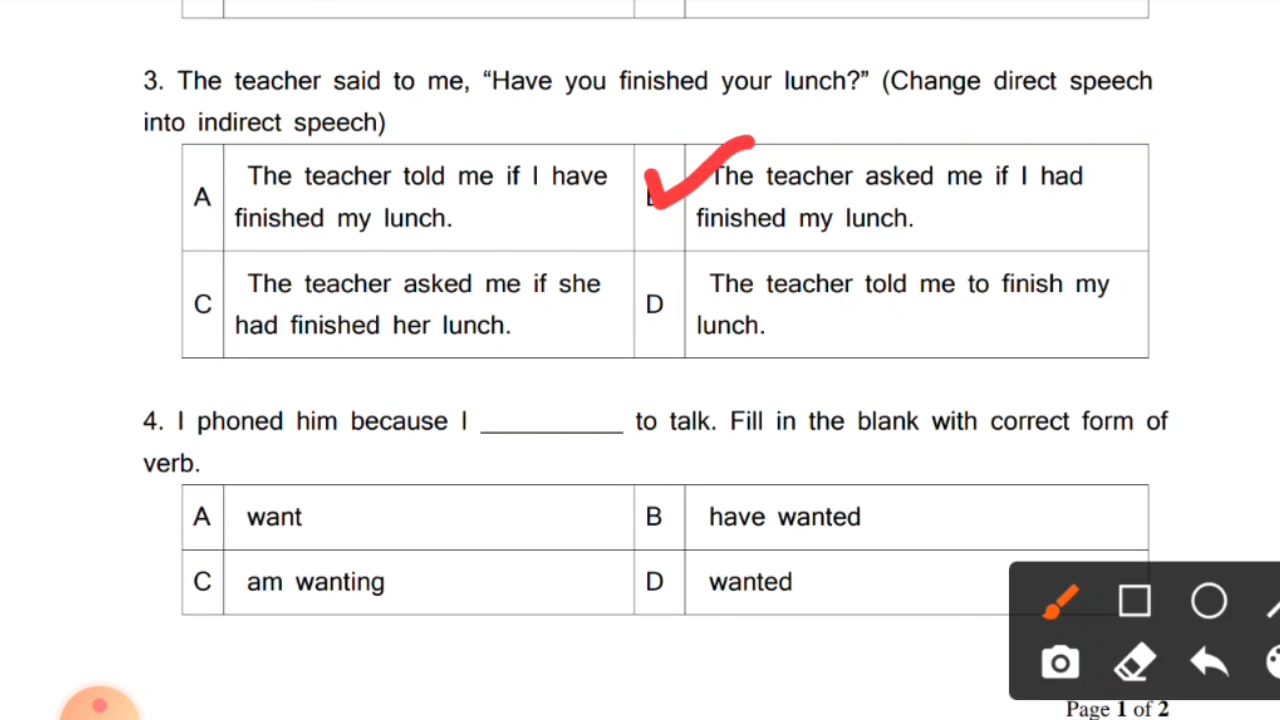 3. The teacher said to me, “Have you finished your lunch?” (Change direct speech
into indirect speech)
A The teacher told me if I have
finished my lunch.
The teacher asked me if I had
finished my lunch.
C The teacher asked me if she
had finished her lunch.
D The teacher told me to finish my
lunch.
4. I phoned him because I __________ to talk. Fill in the blank with correct form of
verb.
A want
B have wanted
C am wanting
D wanted
Page 1 of 2